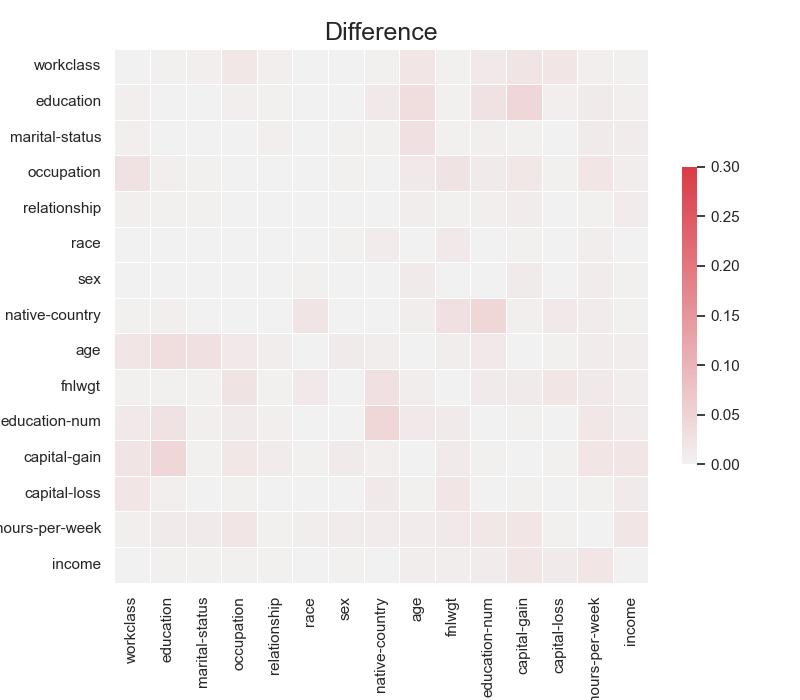 Difference
workclass
education
marital-status
occupation
relationship
race
sex
native-country
age
fnlwgt
education-num
capital-gain
capital-loss
hours-per-week
income
0.30
0.25
0.20
0.15
0.10
0.05
0.00
workclass
education
marital-status
occupation
relationship
race
sex
native-country
age
fnlwgt
education-num
capital-gain
capital-loss
hours-per-week
income